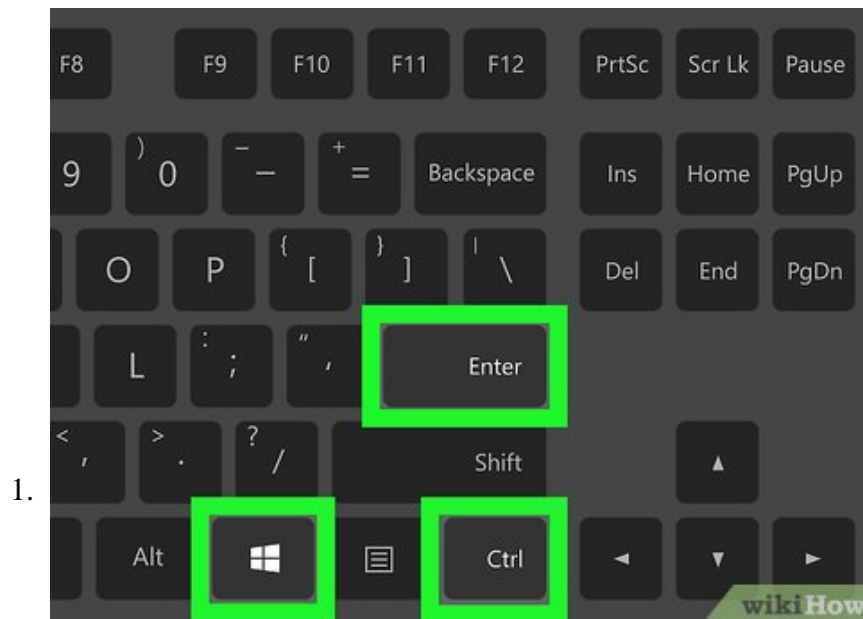 F8 F9 F10 F11 F12 PrtSc Scr Lk Pause
9 ) 0 _ - + = Backspace Ins Home PgUp
O P { [ } ] | \ Del End PgDn
L : ; " ' Enter
< , > . ? / Shift
1.
Alt Ctrl
wikiHow